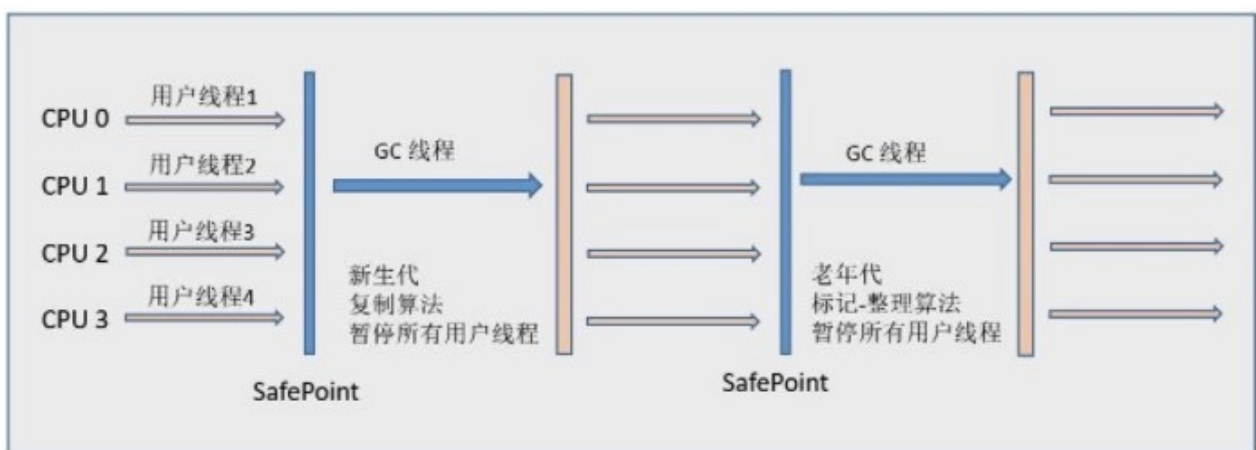 CPU 0
用户线程1
CPU 1
用户线程2
CPU 2
用户线程3
CPU 3
用户线程4
SafePoint
GC 线程
新生代
复制算法
暂停所有用户线程
SafePoint
GC 线程
老年代
标记-整理算法
暂停所有用户线程